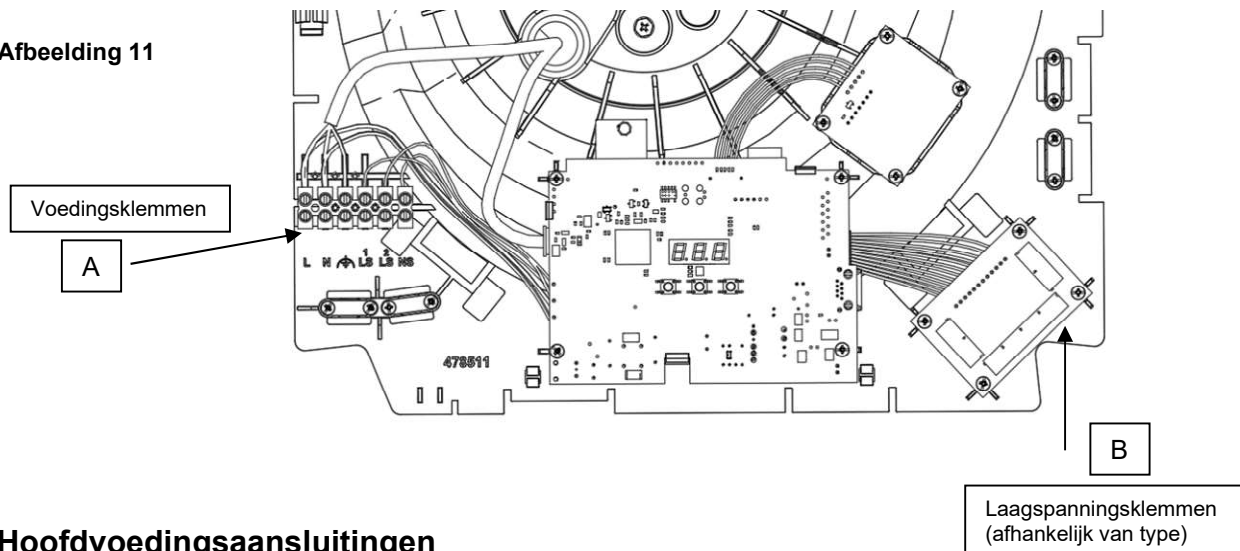 Afbeelding 11
Voedingsklemmen
A
L N LS 1 LS 2 NS
478511
B
Laagspanningsklemmen
(afhankelijk van type)
Hoofdvoedingsaansluitingen